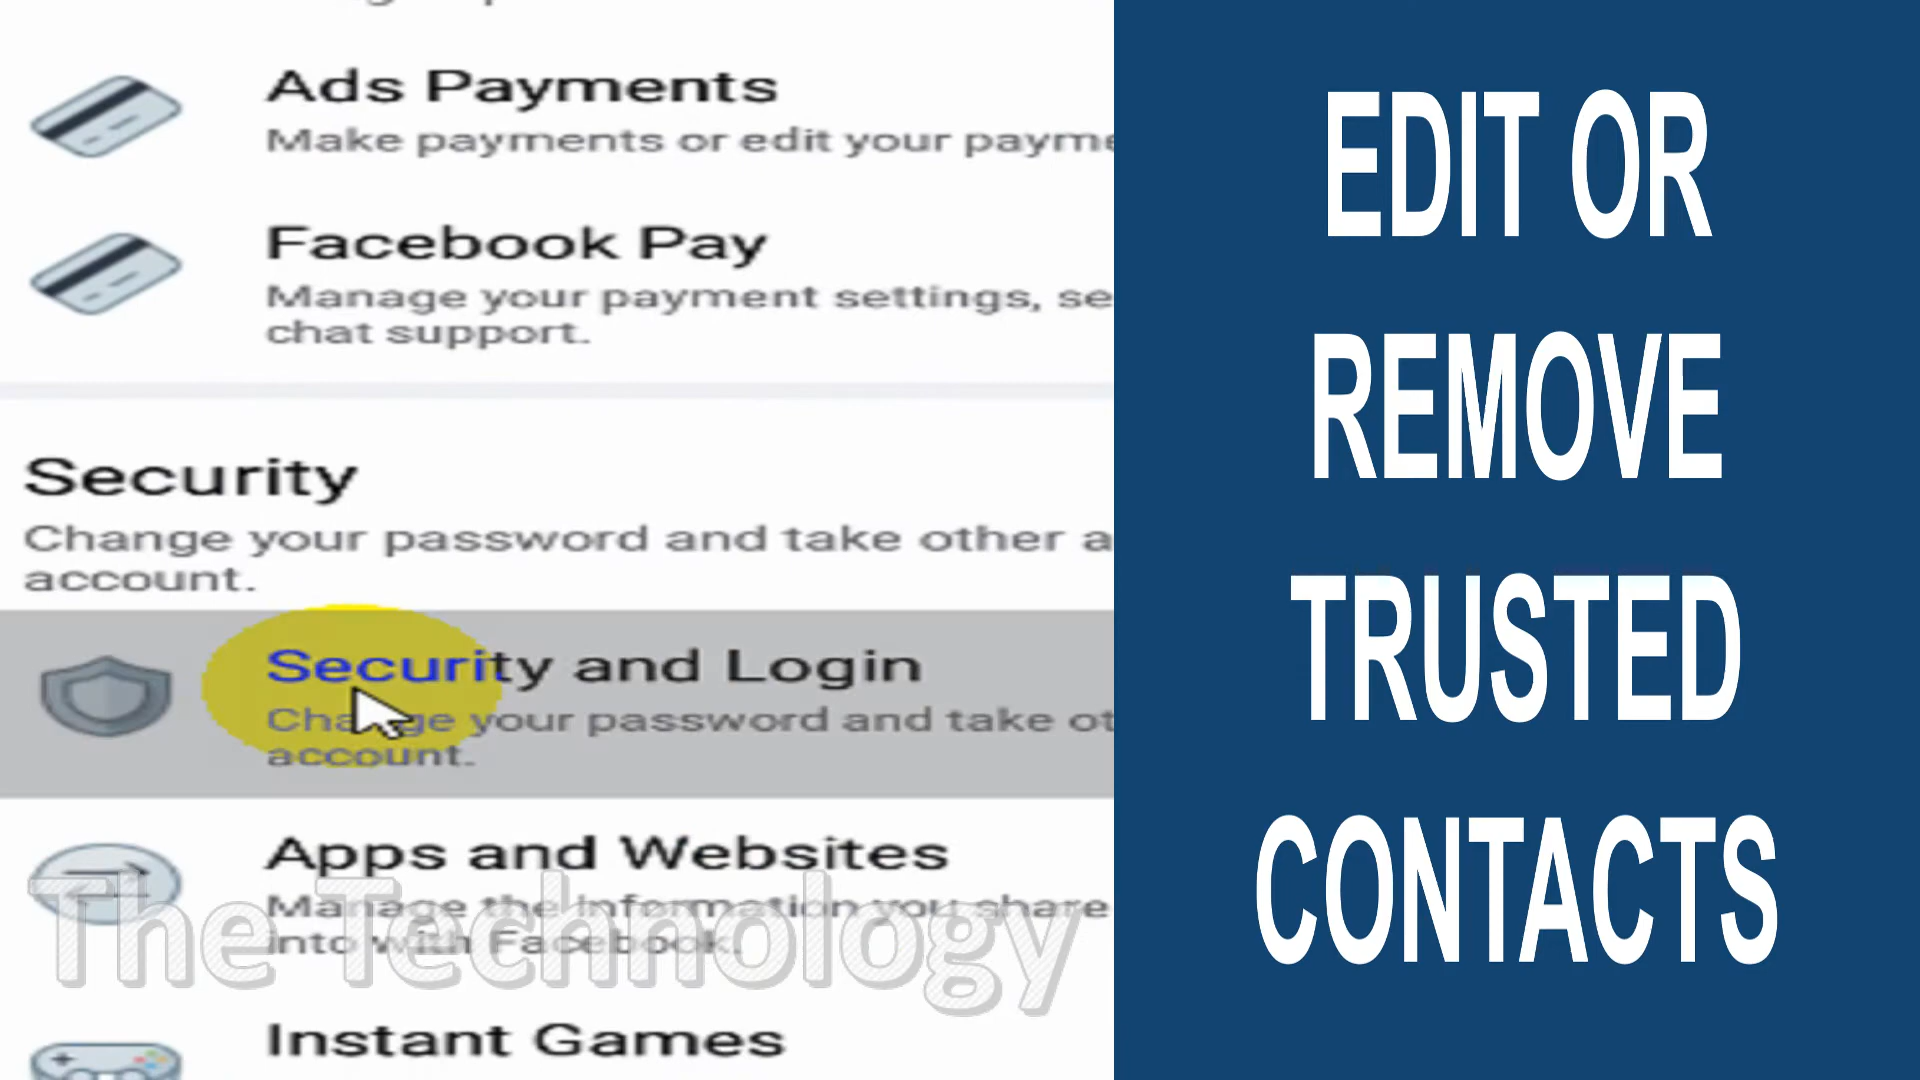 Ads Payments
Make payments or edit your payme
Facebook Pay
Manage your payment settings, se
chat support.
Security
Change your password and take other a
account.
Security and Login
Change your password and take ot
account.
Apps and Websites
Manage the information you share
into with Facebook.
The Technology
Instant Games
EDIT OR
REMOVE
TRUSTED
CONTACTS